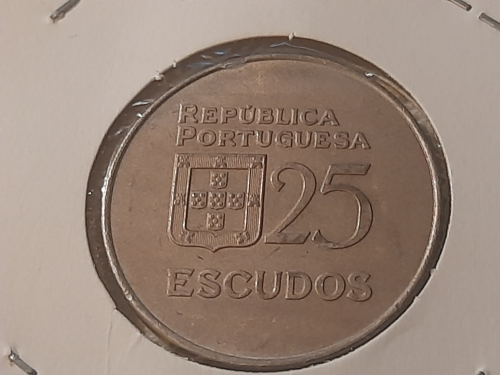 REPÚBLICA
PORTUGUESA
25
ESCUDOS